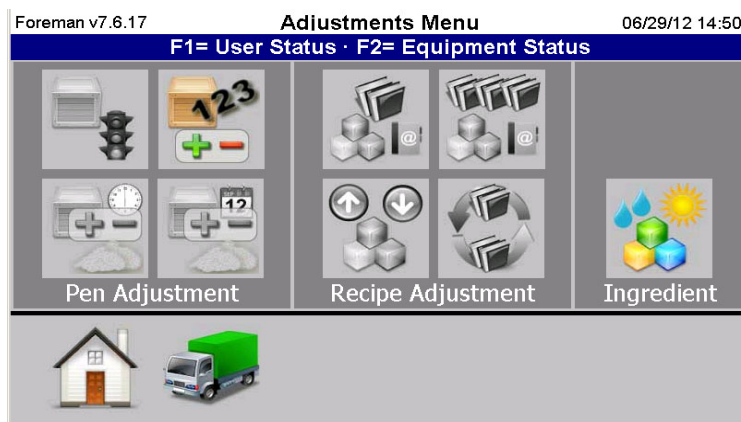 Foreman v7.6.17 Adjustments Menu 06/29/12 14:50
F1= User Status · F2= Equipment Status
123
@
@
12
Pen Adjustment Recipe Adjustment Ingredient